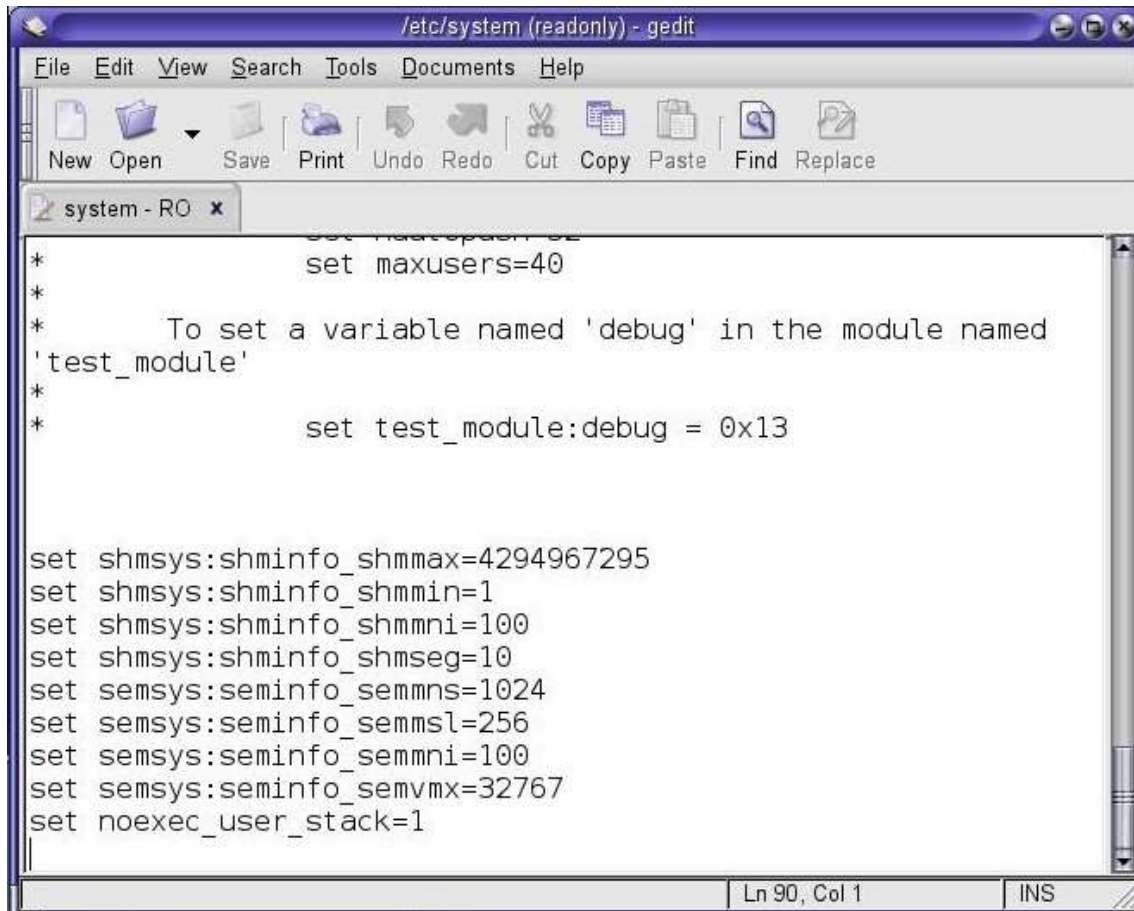 /etc/system (readonly) - gedit
File Edit View Search Tools Documents Help
New Open Save Print Undo Redo Cut Copy Paste Find Replace
system - RO
* set maxusers=40
*
* To set a variable named 'debug' in the module named
'test_module'
*
* set test_module:debug = 0x13
set shmsys:shminfo_shmmax=4294967295
set shmsys:shminfo_shmmin=1
set shmsys:shminfo_shmmni=100
set shmsys:shminfo_shmseg=10
set semsys:seminfo_semmns=1024
set semsys:seminfo_semmsl=256
set semsys:seminfo_semmni=100
set semsys:seminfo_semvmx=32767
set noexec_user_stack=1
Ln 90, Col 1 INS